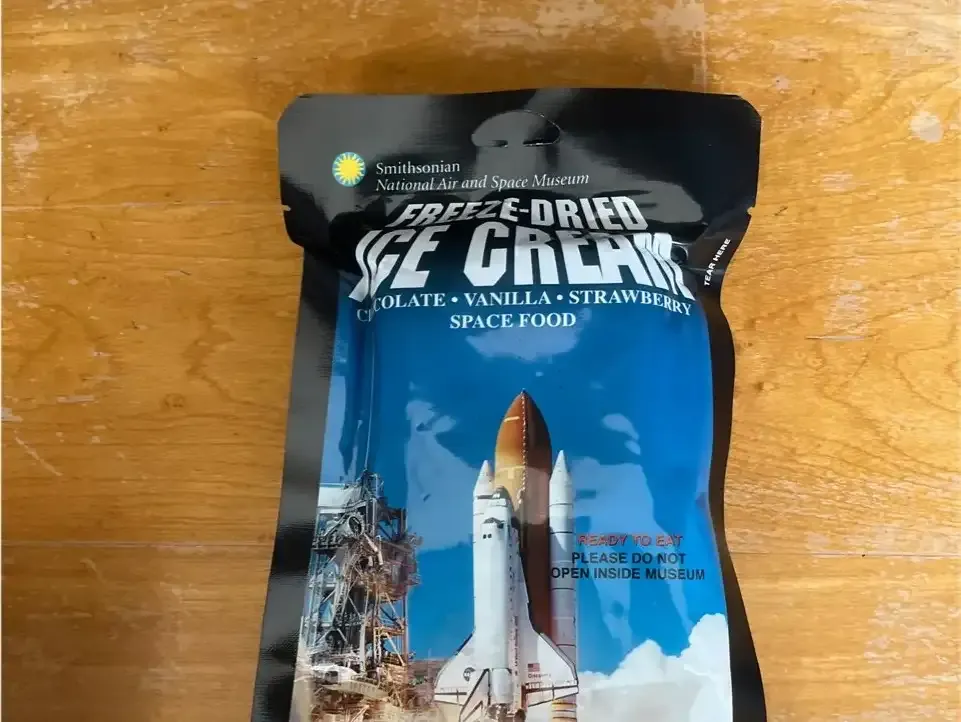 Smithsonian
National Air and Space Museum
FREEZE-DRIED
ICE CREAM
TEAR HERE
CHOCOLATE • VANILLA • STRAWBERRY
SPACE FOOD
READY TO EAT
PLEASE DO NOT
OPEN INSIDE MUSEUM
Discovery